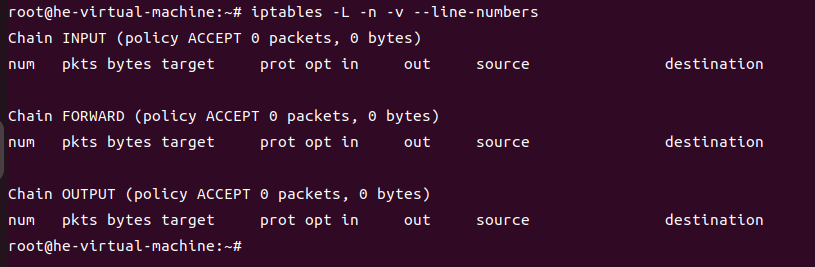 root@he-virtual-machine:~# iptables -L -n -v --line-numbers
Chain INPUT (policy ACCEPT 0 packets, 0 bytes)
num   pkts bytes target     prot opt in     out     source               destination

Chain FORWARD (policy ACCEPT 0 packets, 0 bytes)
num   pkts bytes target     prot opt in     out     source               destination

Chain OUTPUT (policy ACCEPT 0 packets, 0 bytes)
num   pkts bytes target     prot opt in     out     source               destination
root@he-virtual-machine:~#